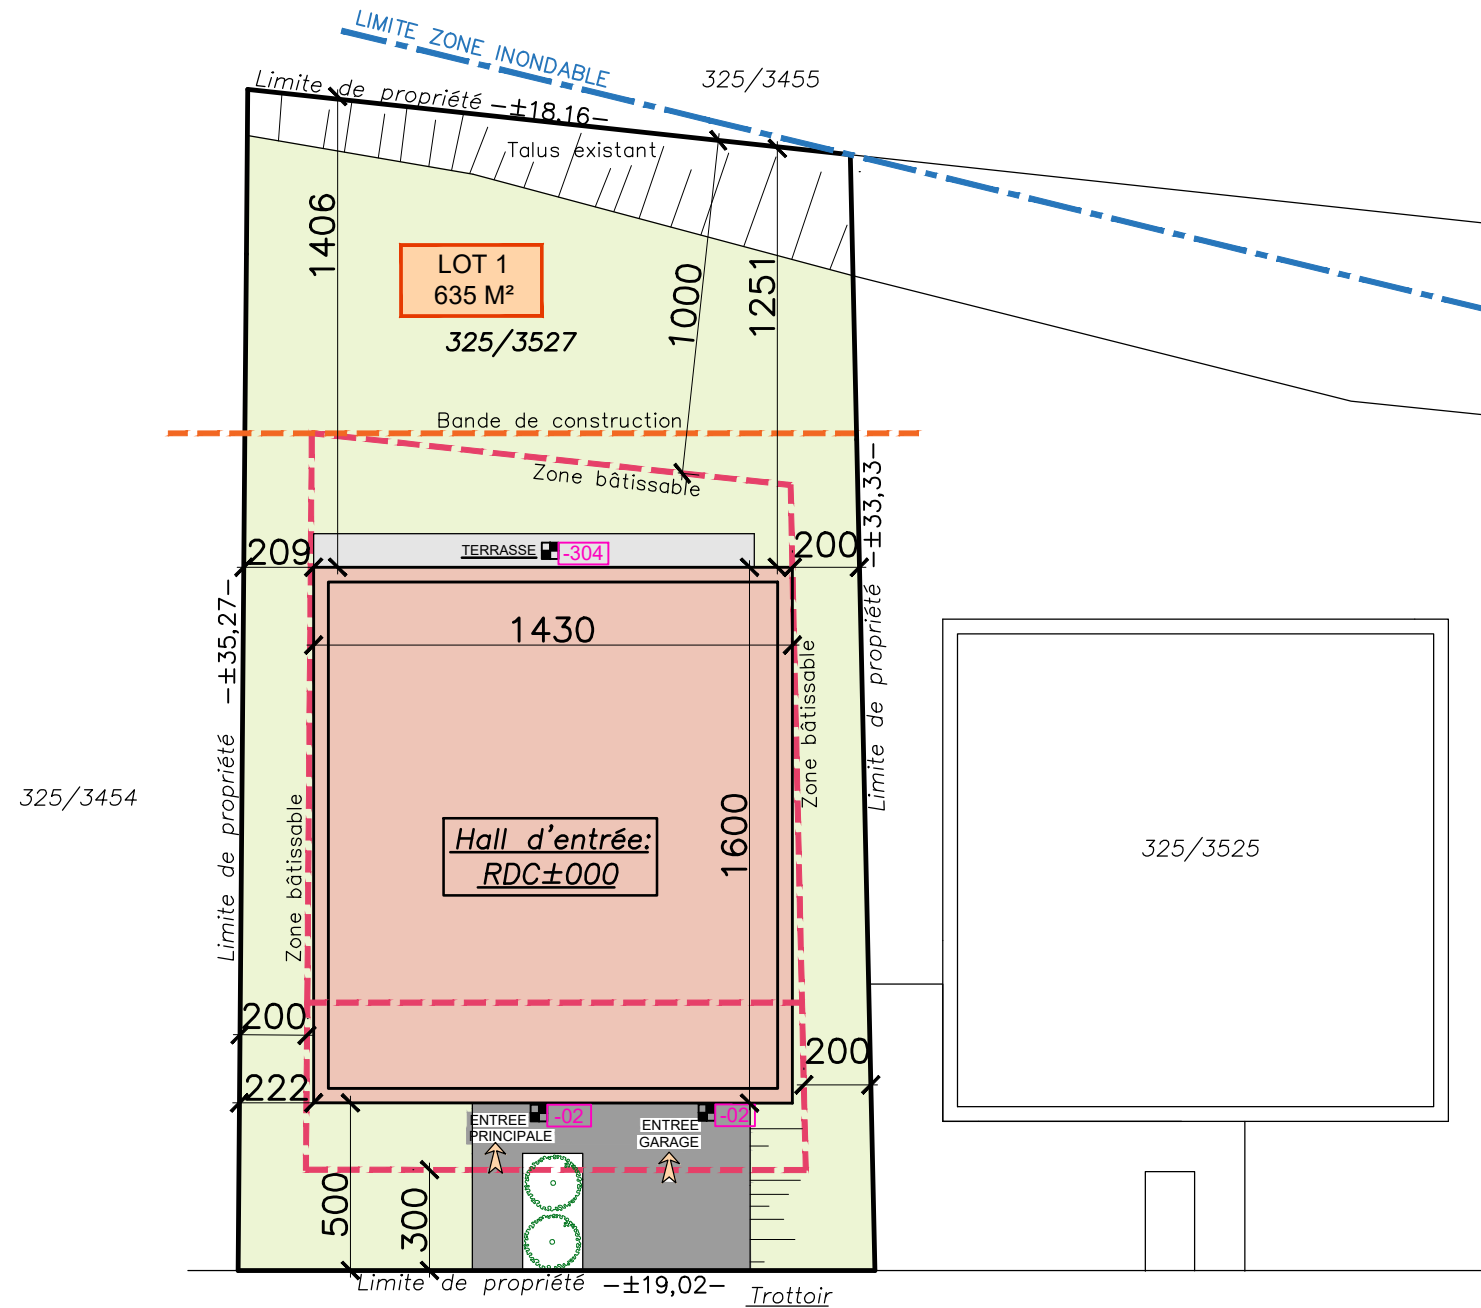 LIMITE ZONE INONDABLE
325/3455
Limite de propriété -±18,16-
Talus existant
1406
LOT 1
635 M²
325/3527
1000
1251
Bande de construction
Zone bâtissable
Limite de propriété -±33,33-
209
TERRASSE
-304
200
Limite de propriété -±35,27-
1430
Zone bâtissable
325/3454
Zone bâtissable
Hall d'entrée:
RDC±000
1600
325/3525
200
200
222
-02
-02
ENTREE
PRINCIPALE
ENTREE
GARAGE
500
300
Limite de propriété -±19,02-
Trottoir